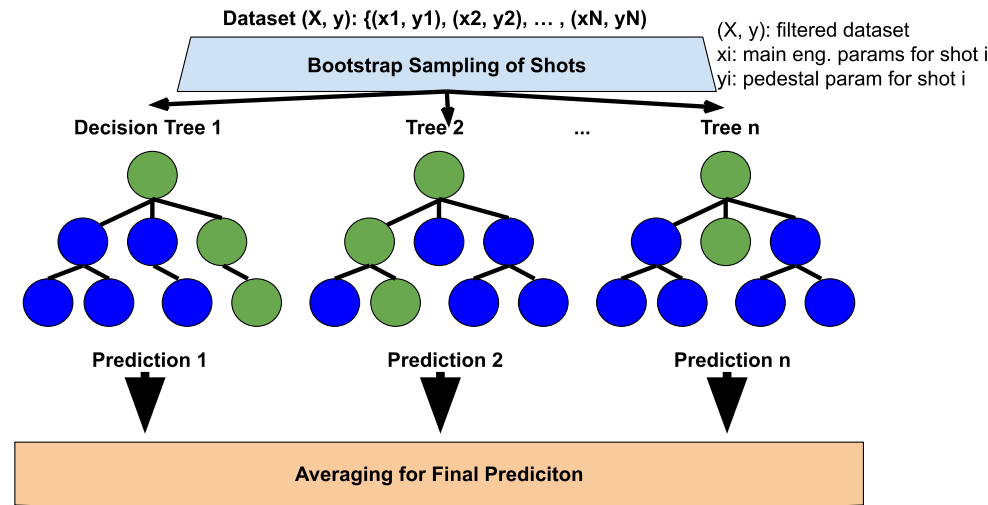 Dataset (X, y): {(x1, y1), (x2, y2), … , (xN, yN)
(X, y): filtered dataset
xi: main eng. params for shot i
yi: pedestal param for shot i
Bootstrap Sampling of Shots
Decision Tree 1 Tree 2 ... Tree n
Prediction 1 Prediction 2 Prediction n
Averaging for Final Prediciton